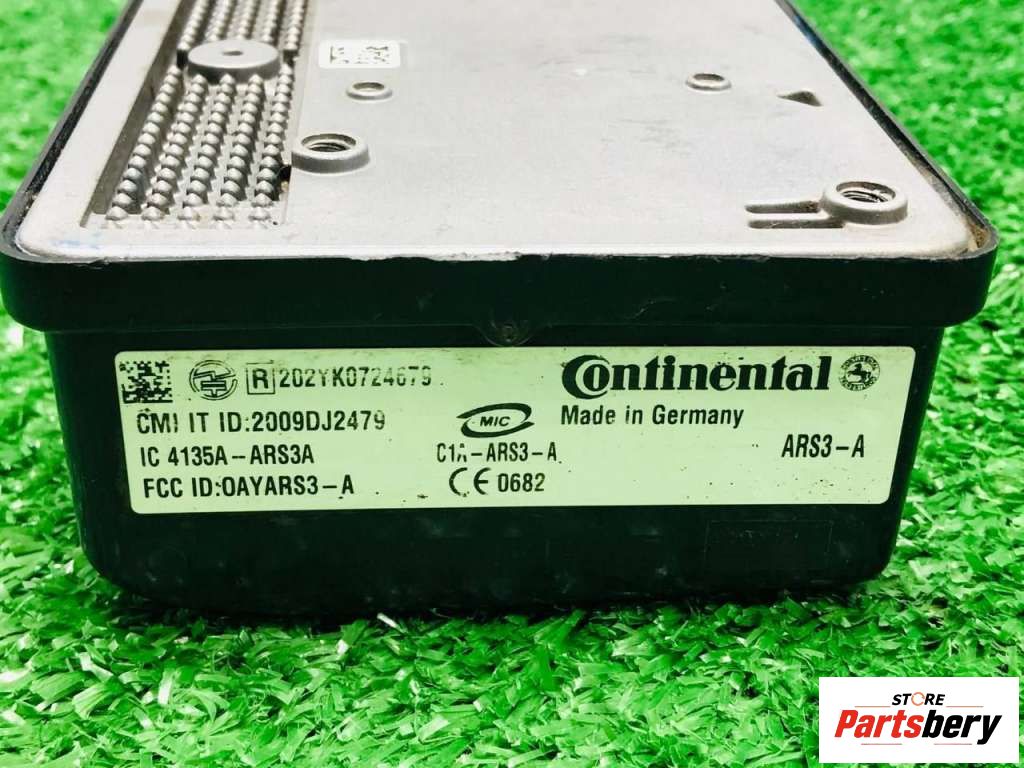 R 202YK0724679
Continental
CMI IT ID:2009DJ2479
MIC
Made in Germany
IC 4135A-ARS3A
C1A-ARS3-A
ARS3-A
FCC ID:OAYARS3-A
CE 0682
STORE
Partsbery